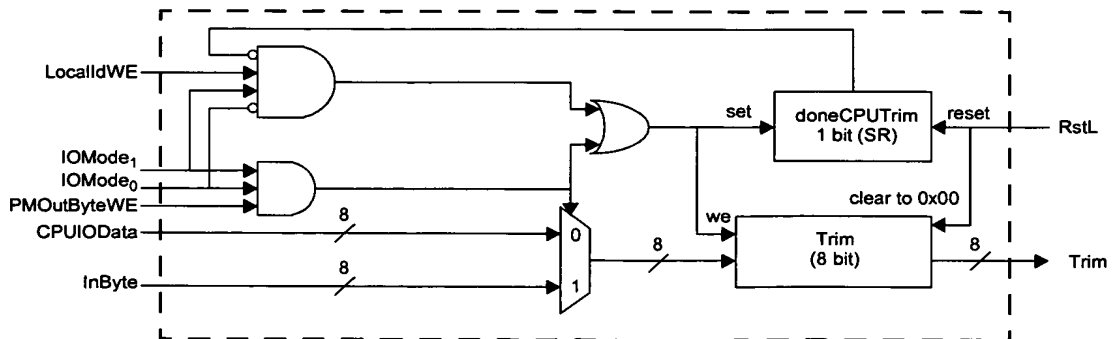 LocalIdWE
IOMode1
IOMode0
PMOutByteWE
CPUIOData
InByte
8
8
0
1
8
set
we
doneCPUTrim
1 bit (SR)
reset
RstL
clear to 0x00
Trim
(8 bit)
8
Trim